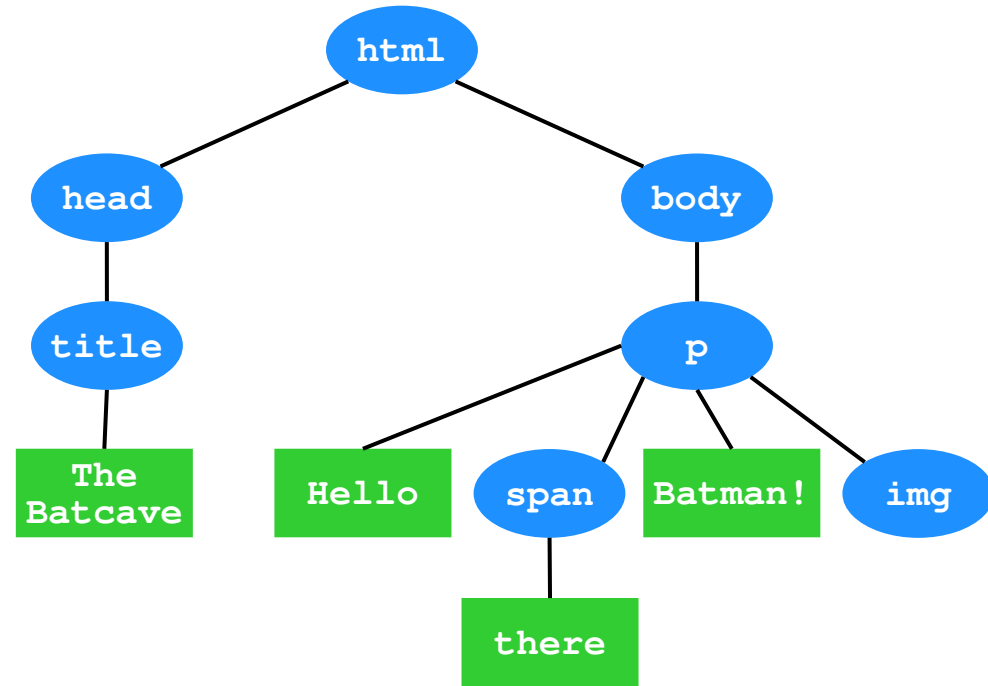 html
head
body
title
p
The
Batcave
Hello
span
Batman!
img
there